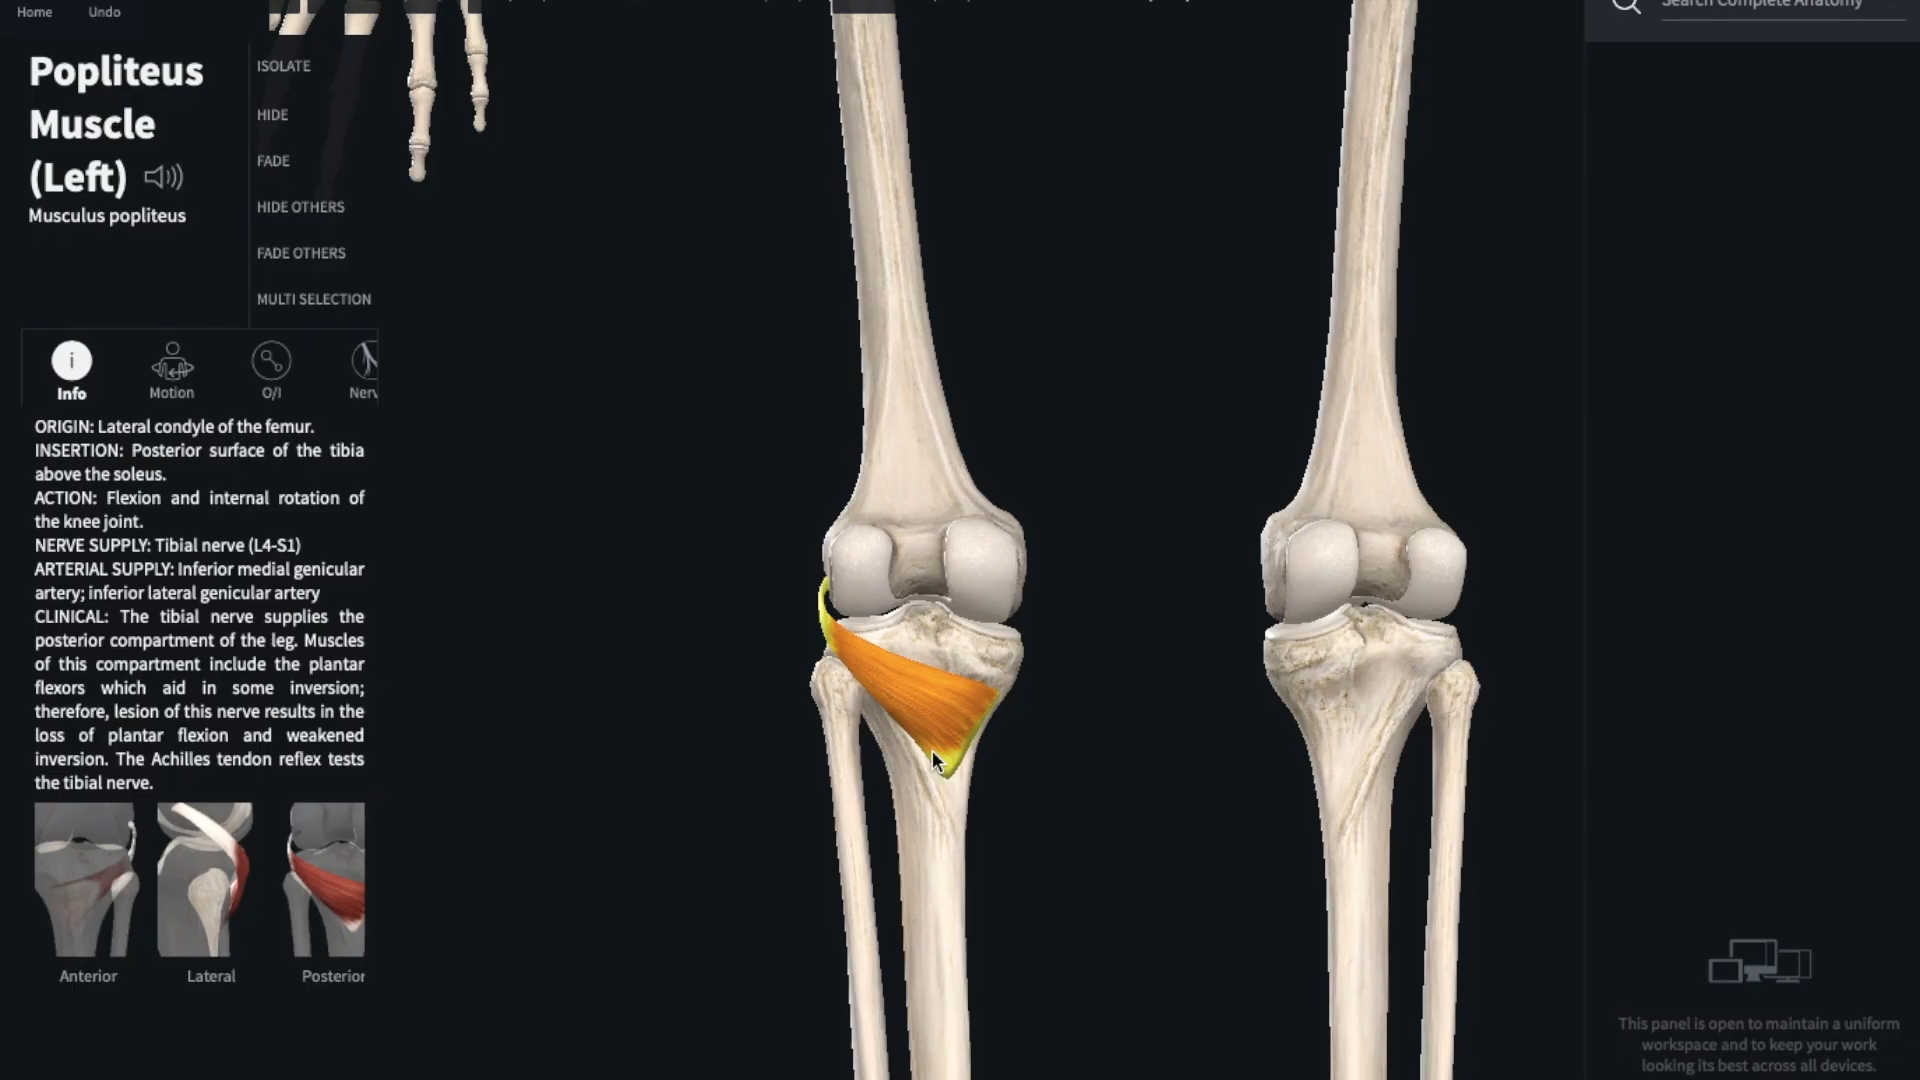 Home
Undo
Search Complete Anatomy
Popliteus
Muscle
(Left)
Musculus popliteus
ISOLATE
HIDE
FADE
HIDE OTHERS
FADE OTHERS
MULTI SELECTION
Info
Motion
O/I
Nerv
ORIGIN: Lateral condyle of the femur.
INSERTION: Posterior surface of the tibia
above the soleus.
ACTION: Flexion and internal rotation of
the knee joint.
NERVE SUPPLY: Tibial nerve (L4-S1)
ARTERIAL SUPPLY: Inferior medial genicular
artery; inferior lateral genicular artery
CLINICAL: The tibial nerve supplies the
posterior compartment of the leg. Muscles
of this compartment include the plantar
flexors which aid in some inversion;
therefore, lesion of this nerve results in the
loss of plantar flexion and weakened
inversion. The Achilles tendon reflex tests
the tibial nerve.
Anterior
Lateral
Posterior
This panel is open to maintain a uniform
workspace and to keep your work
looking its best across all devices.